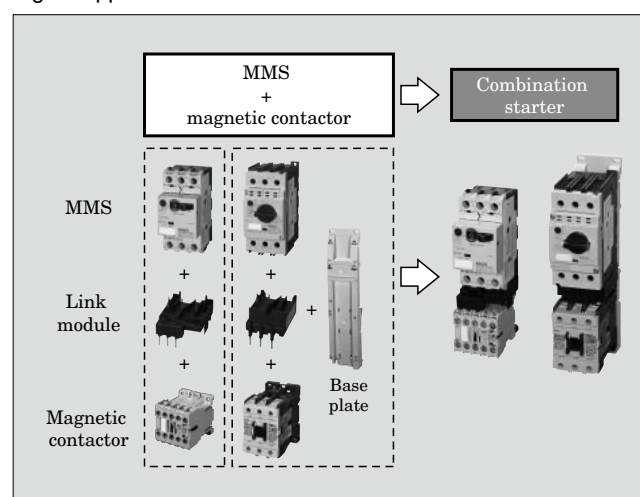 MMS
+
magnetic contactor
Combination
starter
MMS
+
+
Link
module
+
+
+
Base
plate
Magnetic
contactor